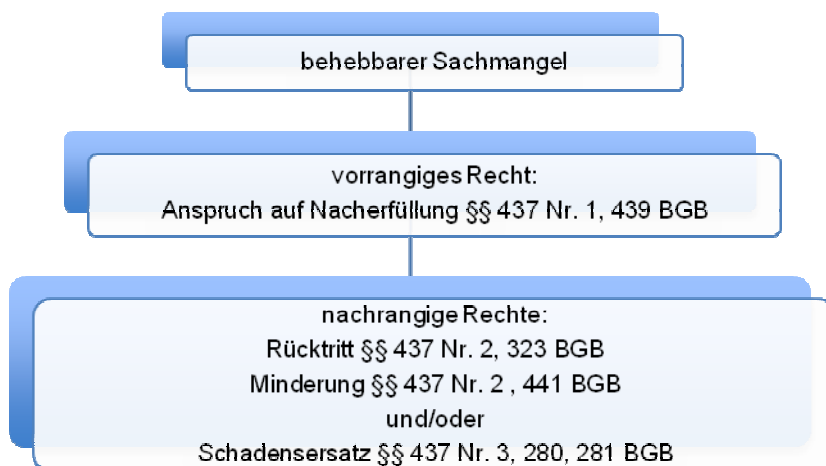 behebbarer Sachmangel
vorrangiges Recht:
Anspruch auf Nacherfüllung §§ 437 Nr. 1, 439 BGB
nachrangige Rechte:
Rücktritt §§ 437 Nr. 2, 323 BGB
Minderung §§ 437 Nr. 2 , 441 BGB
und/oder
Schadensersatz §§ 437 Nr. 3, 280, 281 BGB